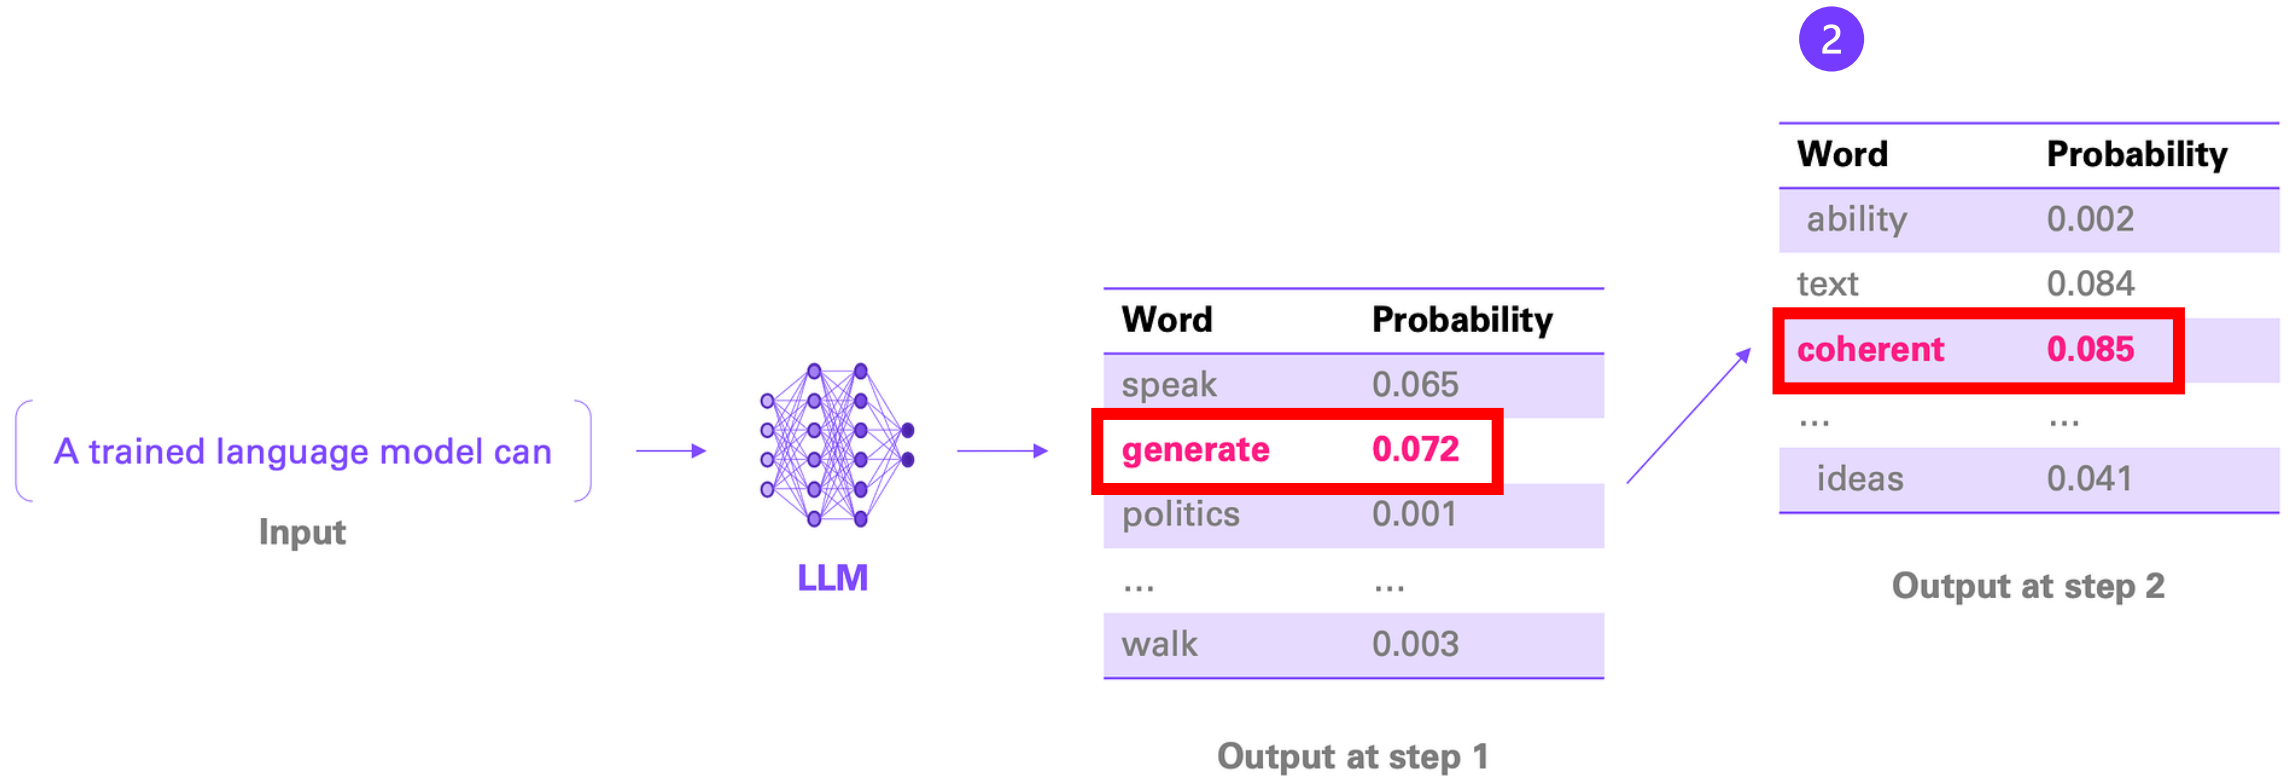 2
A trained language model can
Input
LLM
Word Probability
speak 0.065
generate 0.072
politics 0.001
... ...
walk 0.003
Output at step 1
Word Probability
ability 0.002
text 0.084
coherent 0.085
... ...
ideas 0.041
Output at step 2